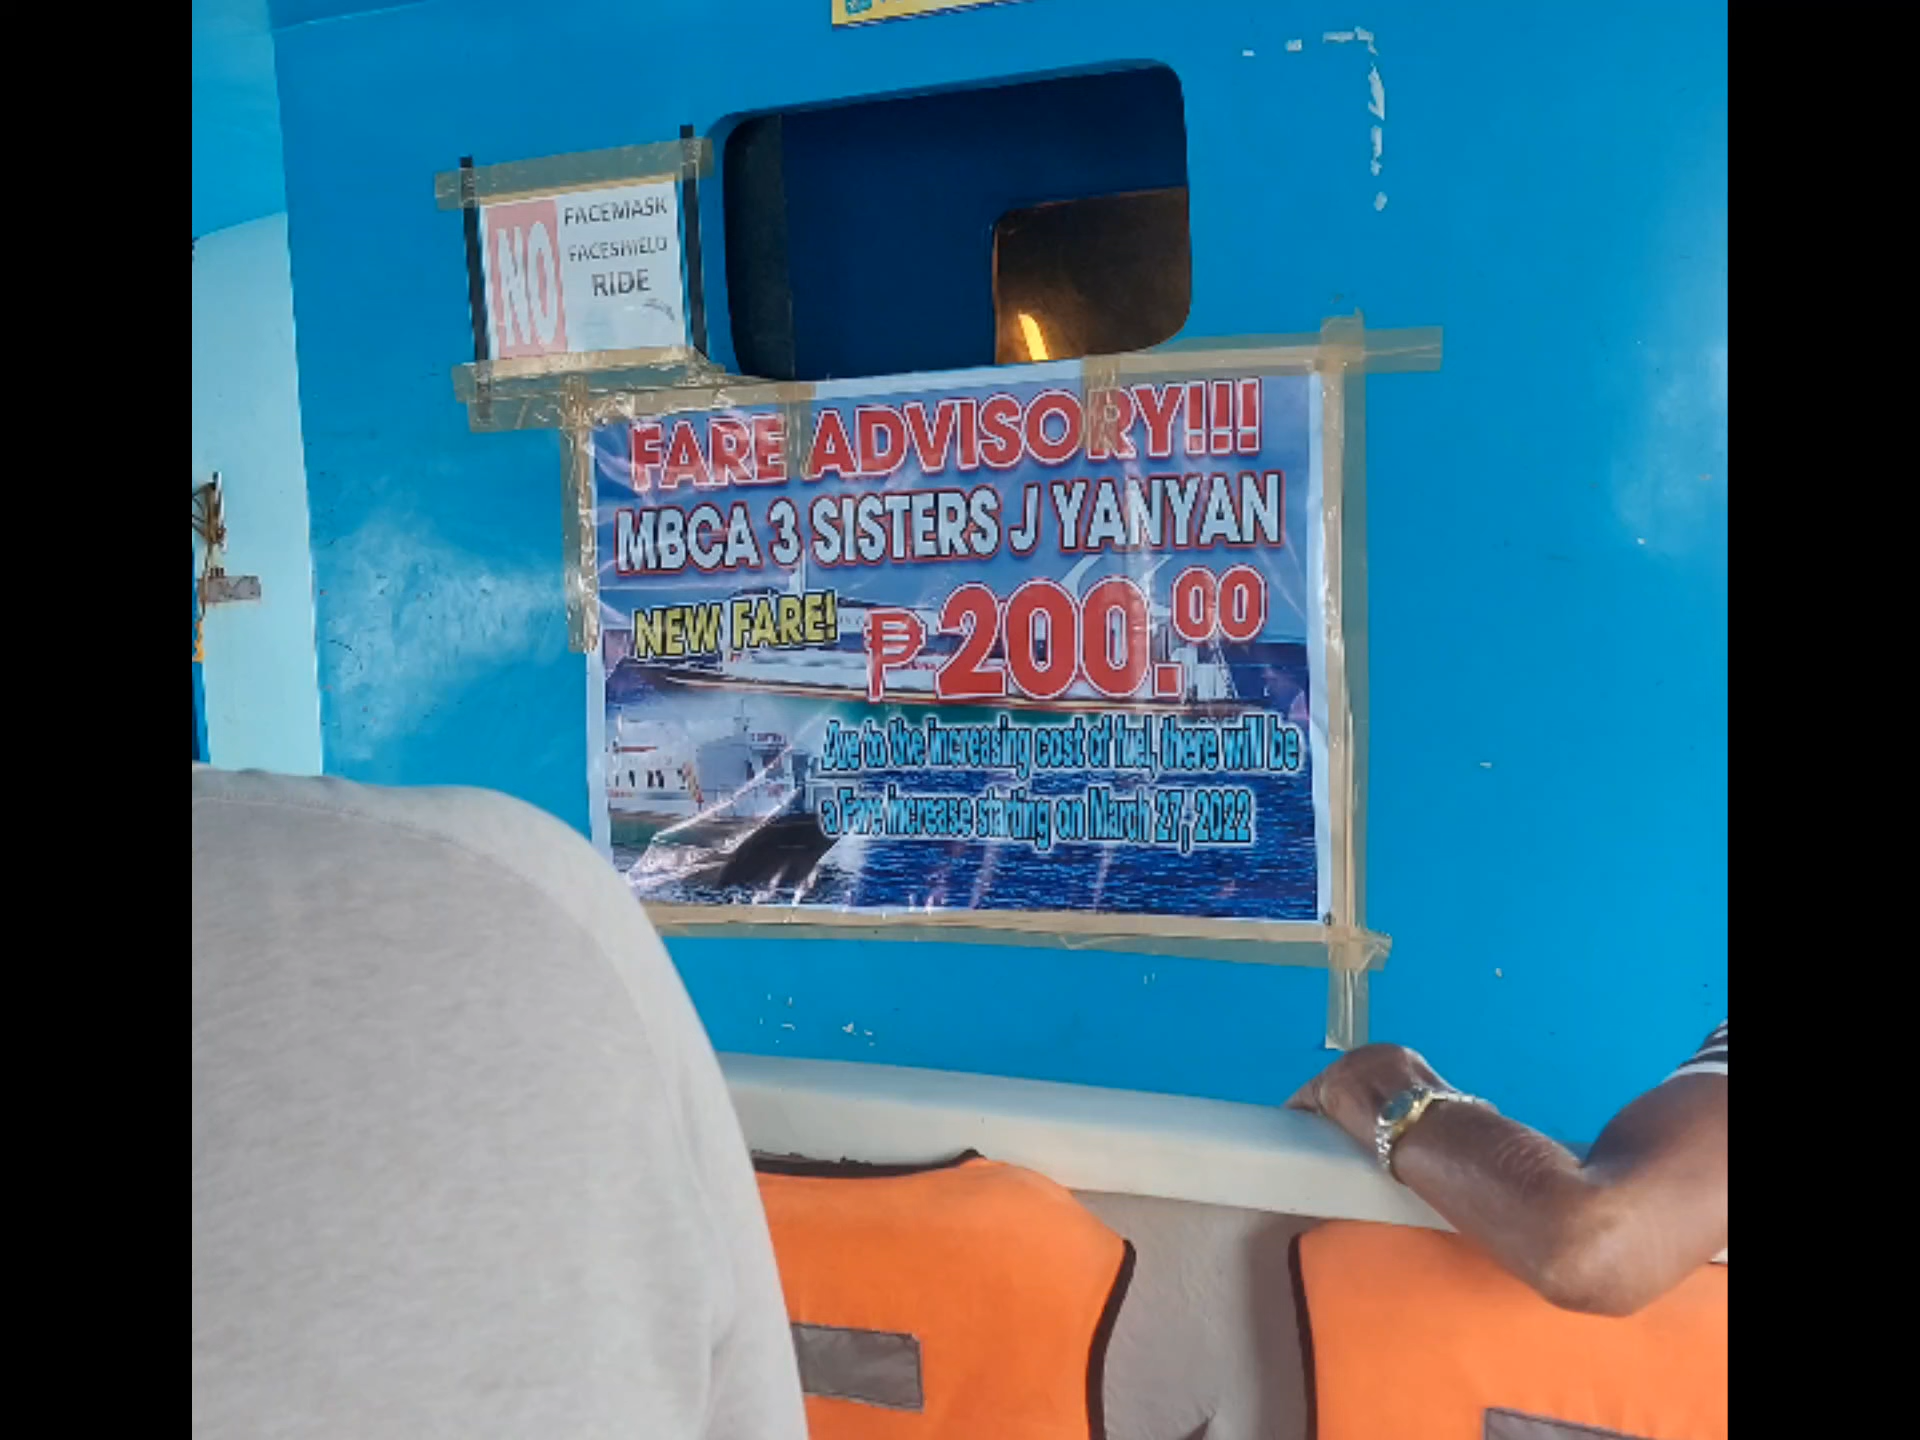 NO
FACEMASK
FACESHIELD
RIDE
FARE ADVISORY!!!
MBCA 3 SISTERS J YANYAN
NEW FARE! ₱200.00
Due to the increasing cost of fuel, there will be
a Fare increase starting on March 27, 2022